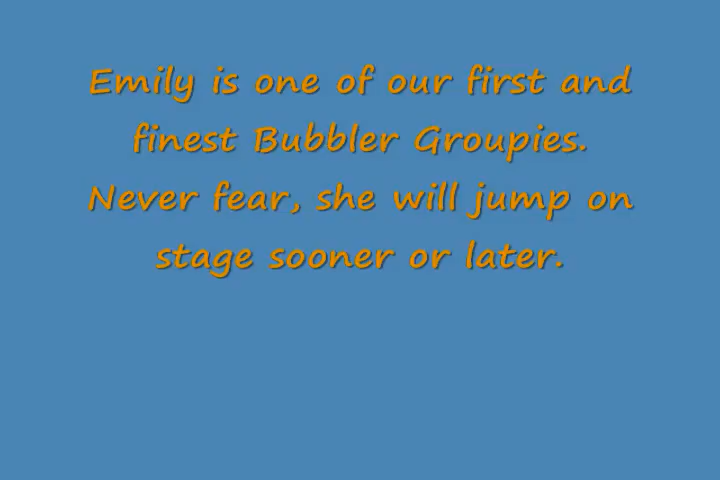 Emily is one of our first and
finest Bubbler Groupies.
Never fear, she will jump on
stage sooner or later.